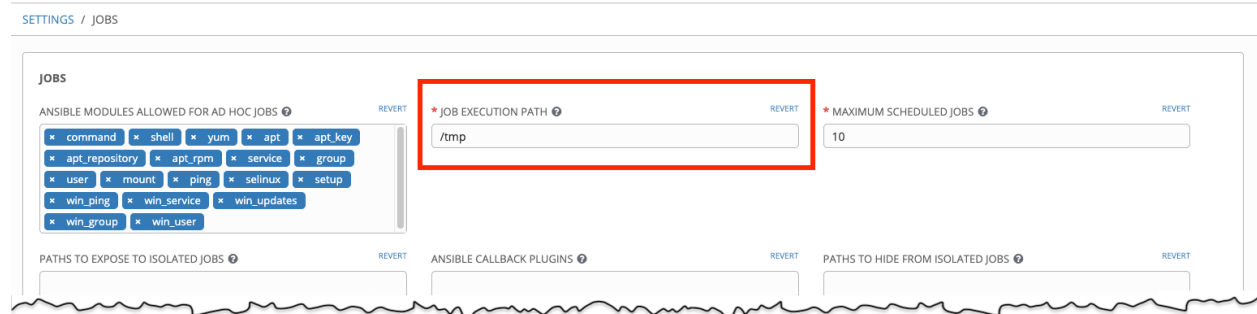 SETTINGS / JOBS
JOBS
ANSIBLE MODULES ALLOWED FOR AD HOC JOBS ? REVERT
× command × shell × yum × apt × apt_key
× apt_repository × apt_rpm × service × group
× user × mount × ping × selinux × setup
× win_ping × win_service × win_updates
× win_group × win_user
* JOB EXECUTION PATH ? REVERT
/tmp
* MAXIMUM SCHEDULED JOBS ? REVERT
10
PATHS TO EXPOSE TO ISOLATED JOBS ? REVERT
ANSIBLE CALLBACK PLUGINS ? REVERT
PATHS TO HIDE FROM ISOLATED JOBS ? REVERT